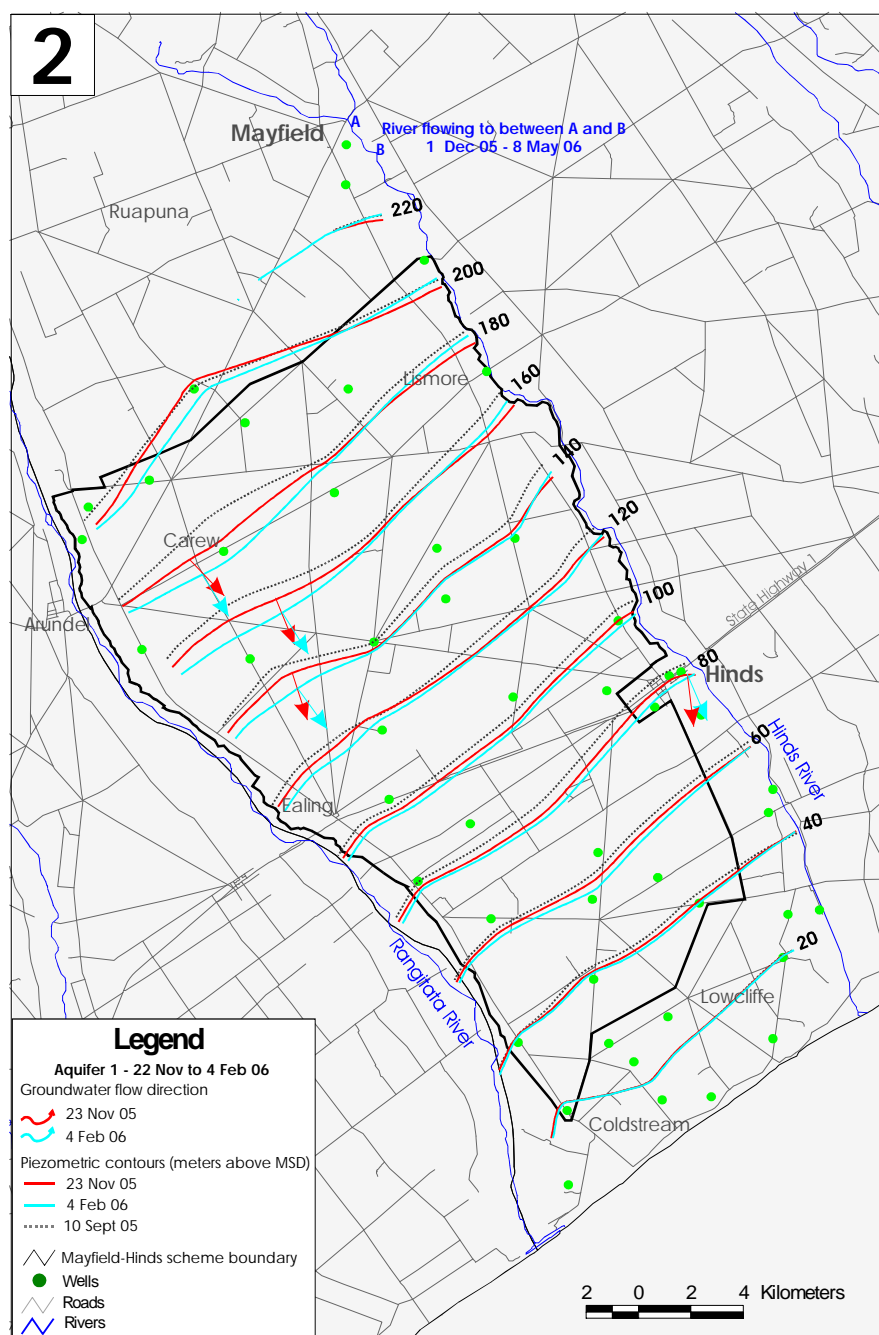 2
Mayfield
A
B
River flowing to between A and B
1 Dec 05 - 8 May 06
Ruapuna
220
200
180
Lismore
160
140
Carew
120
State Highway 1
100
Arundel
80
Hinds
60
Hinds River
Ealing
40
20
Rangitata River
Lowcliffe
Coldstream
Legend
Aquifer 1 - 22 Nov to 4 Feb 06
Groundwater flow direction
23 Nov 05
4 Feb 06
Piezometric contours (meters above MSD)
23 Nov 05
4 Feb 06
10 Sept 05
Mayfield-Hinds scheme boundary
Wells
Roads
Rivers
2 0 2 4 Kilometers